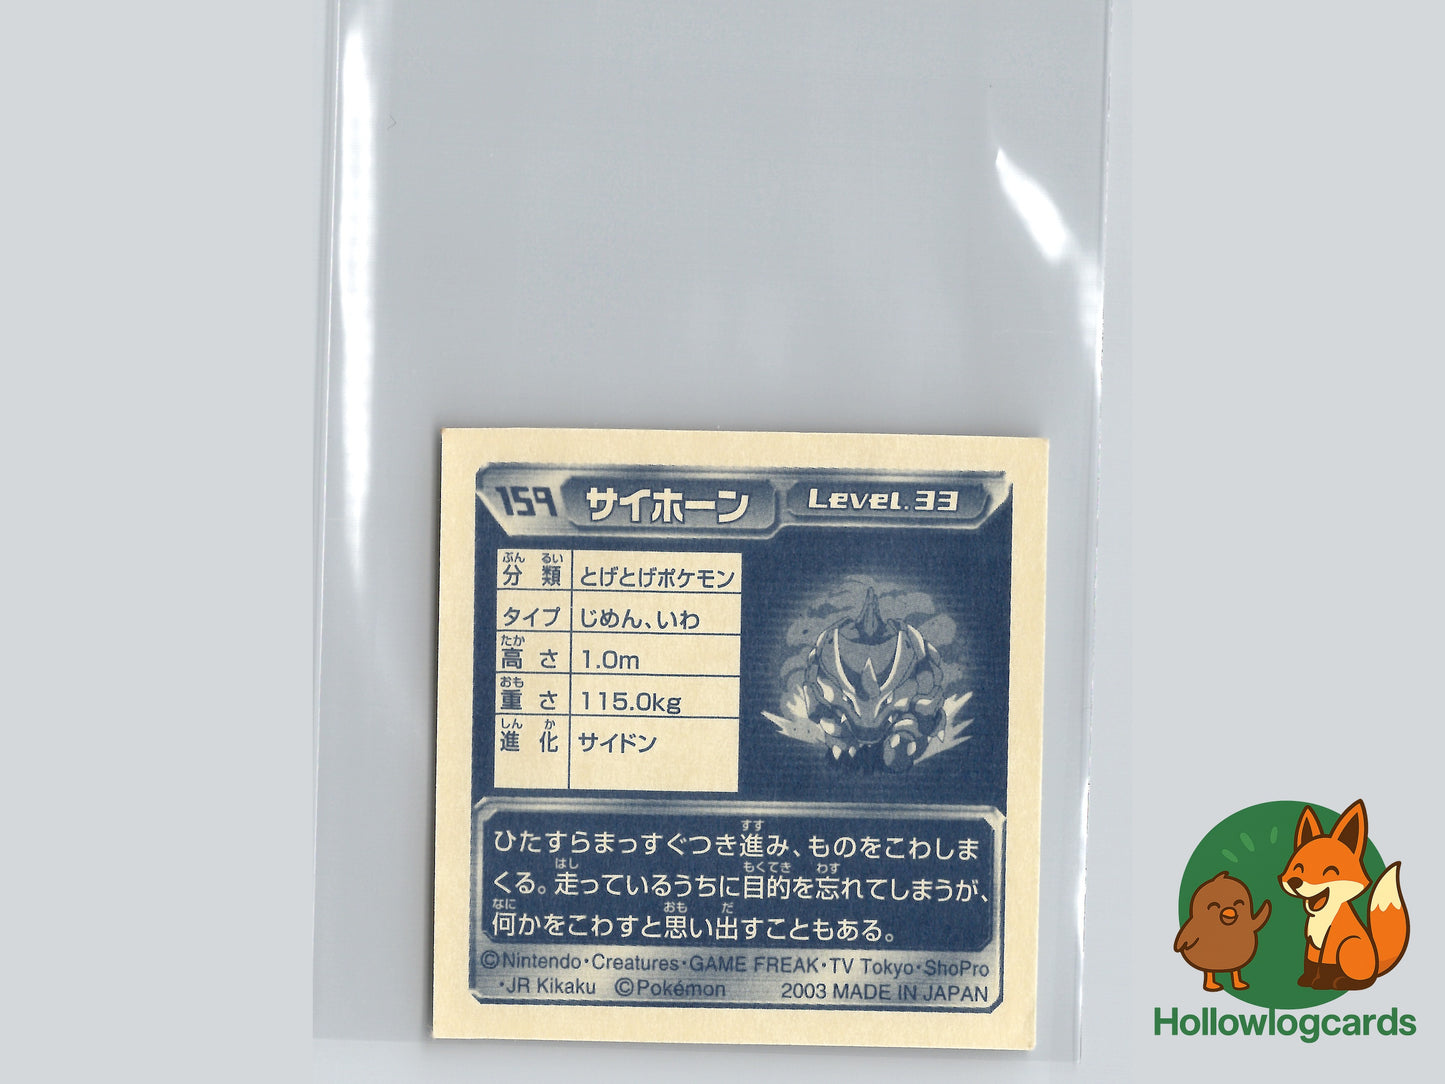 159 サイホーン Level.33
ぶん るい
分 類 とげとげポケモン
タイプ じめん、いわ
たか
高 さ 1.0m
おも
重 さ 115.0kg
しん か
進 化 サイドン
すす
ひたすらまっすぐつき進み、ものをこわしま
はし もくてき わす
くる。走っているうちに目的を忘れてしまうが、
なに おも だ
何かをこわすと思い出すこともある。
©Nintendo・Creatures・GAME FREAK・TV Tokyo・ShoPro
・JR Kikaku ©Pokémon 2003 MADE IN JAPAN
Hollowlogcards